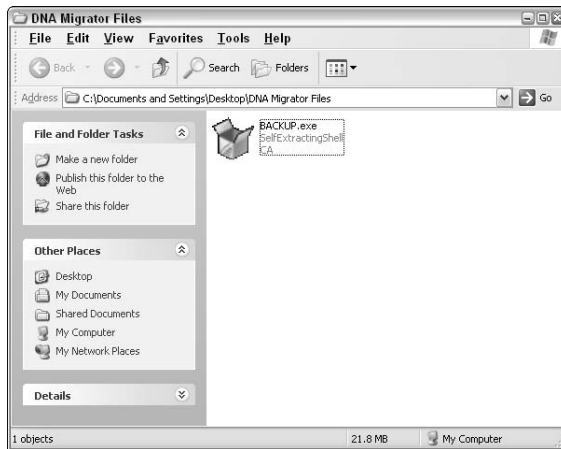 DNA Migrator Files
File Edit View Favorites Tools Help
Back Search Folders
Address C:\Documents and Settings\Desktop\DNA Migrator Files Go
File and Folder Tasks
Make a new folder
Publish this folder to the
Web
Share this folder
Other Places
Desktop
My Documents
Shared Documents
My Computer
My Network Places
Details
BACKUP.exe
SelfExtractingShell
CA
1 objects 21.8 MB My Computer